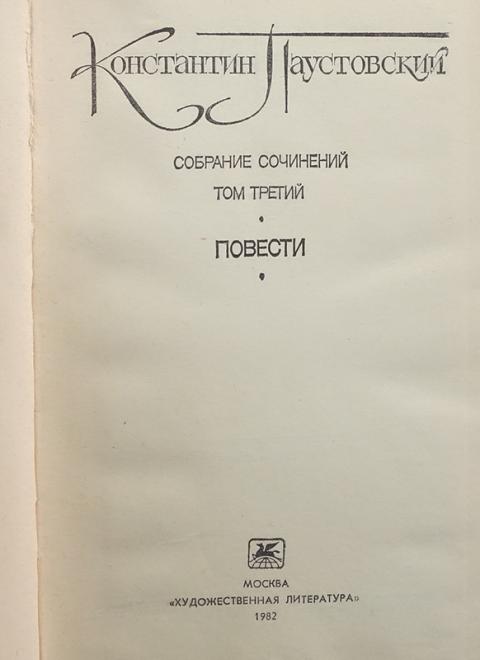 Константин Паустовский
СОБРАНИЕ СОЧИНЕНИЙ
ТОМ ТРЕТИЙ
•
ПОВЕСТИ
•
МОСКВА
«ХУДОЖЕСТВЕННАЯ ЛИТЕРАТУРА»
1982